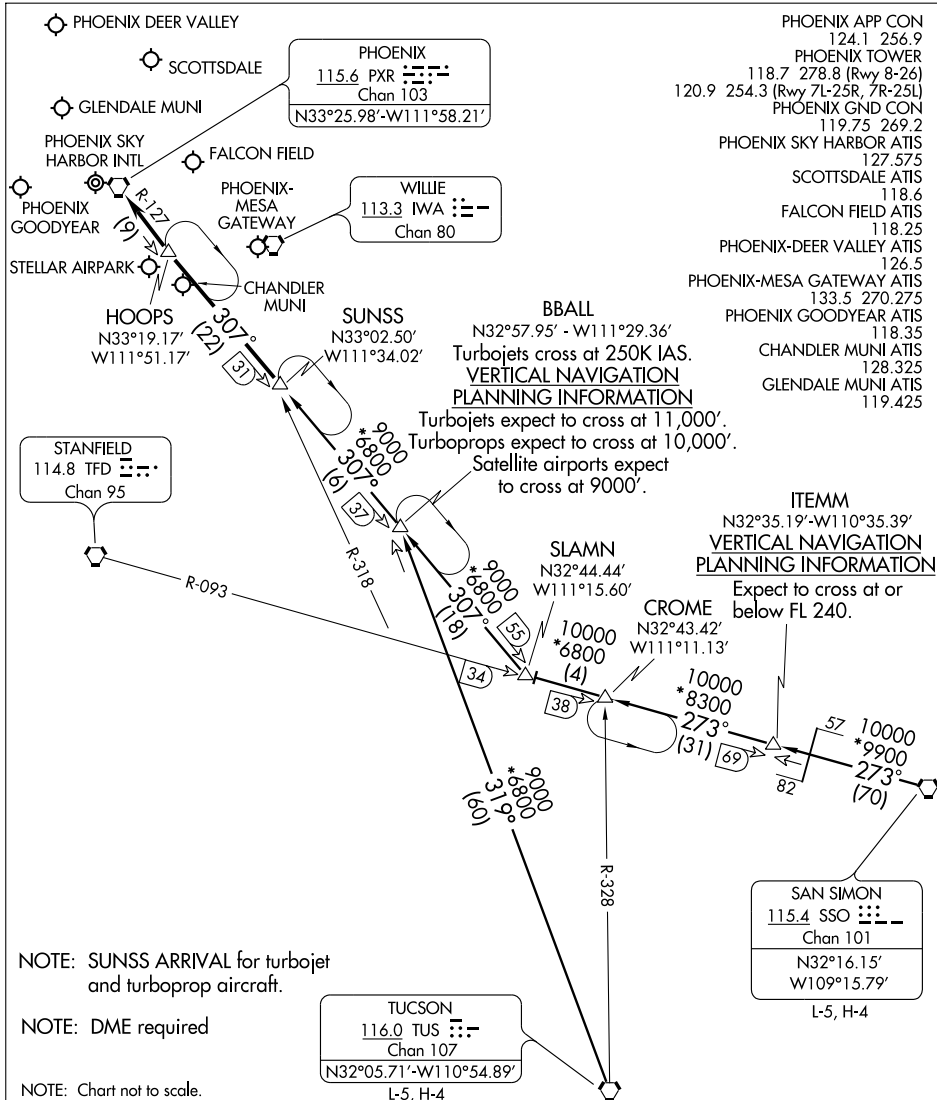 PHOENIX DEER VALLEY
SCOTTSDALE
GLENDALE MUNI
PHOENIX SKY
HARBOR INTL
FALCON FIELD
PHOENIX
GOODYEAR
PHOENIX-
MESA
GATEWAY
STELLAR AIRPARK
CHANDLER
MUNI
PHOENIX
115.6 PXR
Chan 103
N33°25.98'-W111°58.21'
WILLIE
113.3 IWA
Chan 80
PHOENIX APP CON
124.1 256.9
PHOENIX TOWER
118.7 278.8 (Rwy 8-26)
120.9 254.3 (Rwy 7L-25R, 7R-25L)
PHOENIX GND CON
119.75 269.2
PHOENIX SKY HARBOR ATIS
127.575
SCOTTSDALE ATIS
118.6
FALCON FIELD ATIS
118.25
PHOENIX-DEER VALLEY ATIS
126.5
PHOENIX-MESA GATEWAY ATIS
133.5 270.275
PHOENIX GOODYEAR ATIS
118.35
CHANDLER MUNI ATIS
128.325
GLENDALE MUNI ATIS
119.425
R-127
(9)
HOOPS
N33°19.17'
W111°51.17'
307°
(22)
31
SUNSS
N33°02.50'
W111°34.02'
BBALL
N32°57.95' - W111°29.36'
Turbojets cross at 250K IAS.
VERTICAL NAVIGATION
PLANNING INFORMATION
Turbojets expect to cross at 11,000'.
Turboprops expect to cross at 10,000'.
Satellite airports expect
to cross at 9000'.
9000
*6800
307°
(6)
37
STANFIELD
114.8 TFD
Chan 95
R-093
R-318
9000
*6800
307°
(18)
55
34
SLAMN
N32°44.44'
W111°15.60'
10000
*6800
(4)
38
CROME
N32°43.42'
W111°11.13'
ITEMM
N32°35.19'-W110°35.39'
VERTICAL NAVIGATION
PLANNING INFORMATION
Expect to cross at or
below FL 240.
10000
*8300
273°
(31)
69
57
82
10000
*9900
273°
(70)
9000
*6800
319°
(60)
R-328
SAN SIMON
115.4 SSO
Chan 101
N32°16.15'
W109°15.79'
L-5, H-4
TUCSON
116.0 TUS
Chan 107
N32°05.71'-W110°54.89'
L-5, H-4
NOTE: SUNSS ARRIVAL for turbojet
and turboprop aircraft.
NOTE: DME required
NOTE: Chart not to scale.